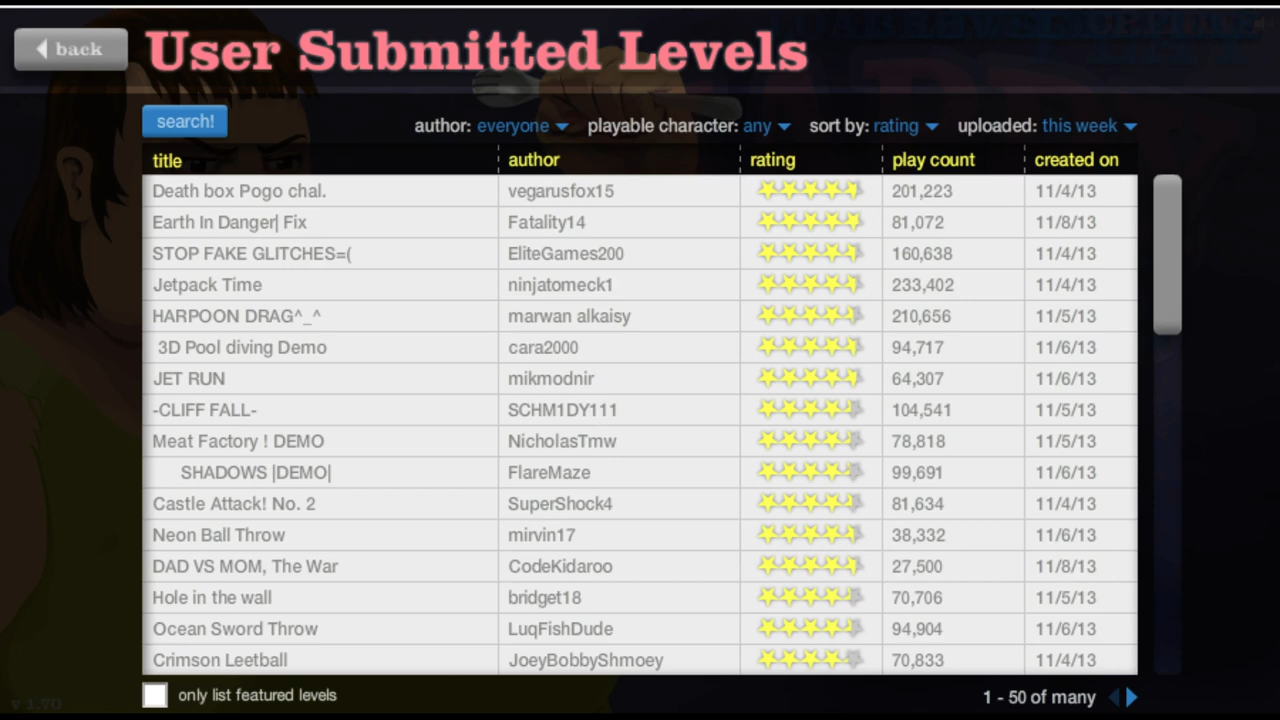 back User Submitted Levels
search! author: everyone playable character: any sort by: rating uploaded: this week
title author rating play count created on
Death box Pogo chal. vegarusfox15 201,223 11/4/13
Earth In Danger| Fix Fatality14 81,072 11/8/13
STOP FAKE GLITCHES=( EliteGames200 160,638 11/4/13
Jetpack Time ninjatomeck1 233,402 11/4/13
HARPOON DRAG^_^ marwan alkaisy 210,656 11/5/13
3D Pool diving Demo cara2000 94,717 11/6/13
JET RUN mikmodnir 64,307 11/6/13
-CLIFF FALL- SCHM1DY111 104,541 11/5/13
Meat Factory ! DEMO NicholasTmw 78,818 11/5/13
SHADOWS |DEMO| FlareMaze 99,691 11/6/13
Castle Attack! No. 2 SuperShock4 81,634 11/4/13
Neon Ball Throw mirvin17 38,332 11/6/13
DAD VS MOM, The War CodeKidaroo 27,500 11/8/13
Hole in the wall bridget18 70,706 11/5/13
Ocean Sword Throw LuqFishDude 94,904 11/6/13
Crimson Leetball JoeyBobbyShmoey 70,833 11/4/13
only list featured levels 1 - 50 of many
v 1.70